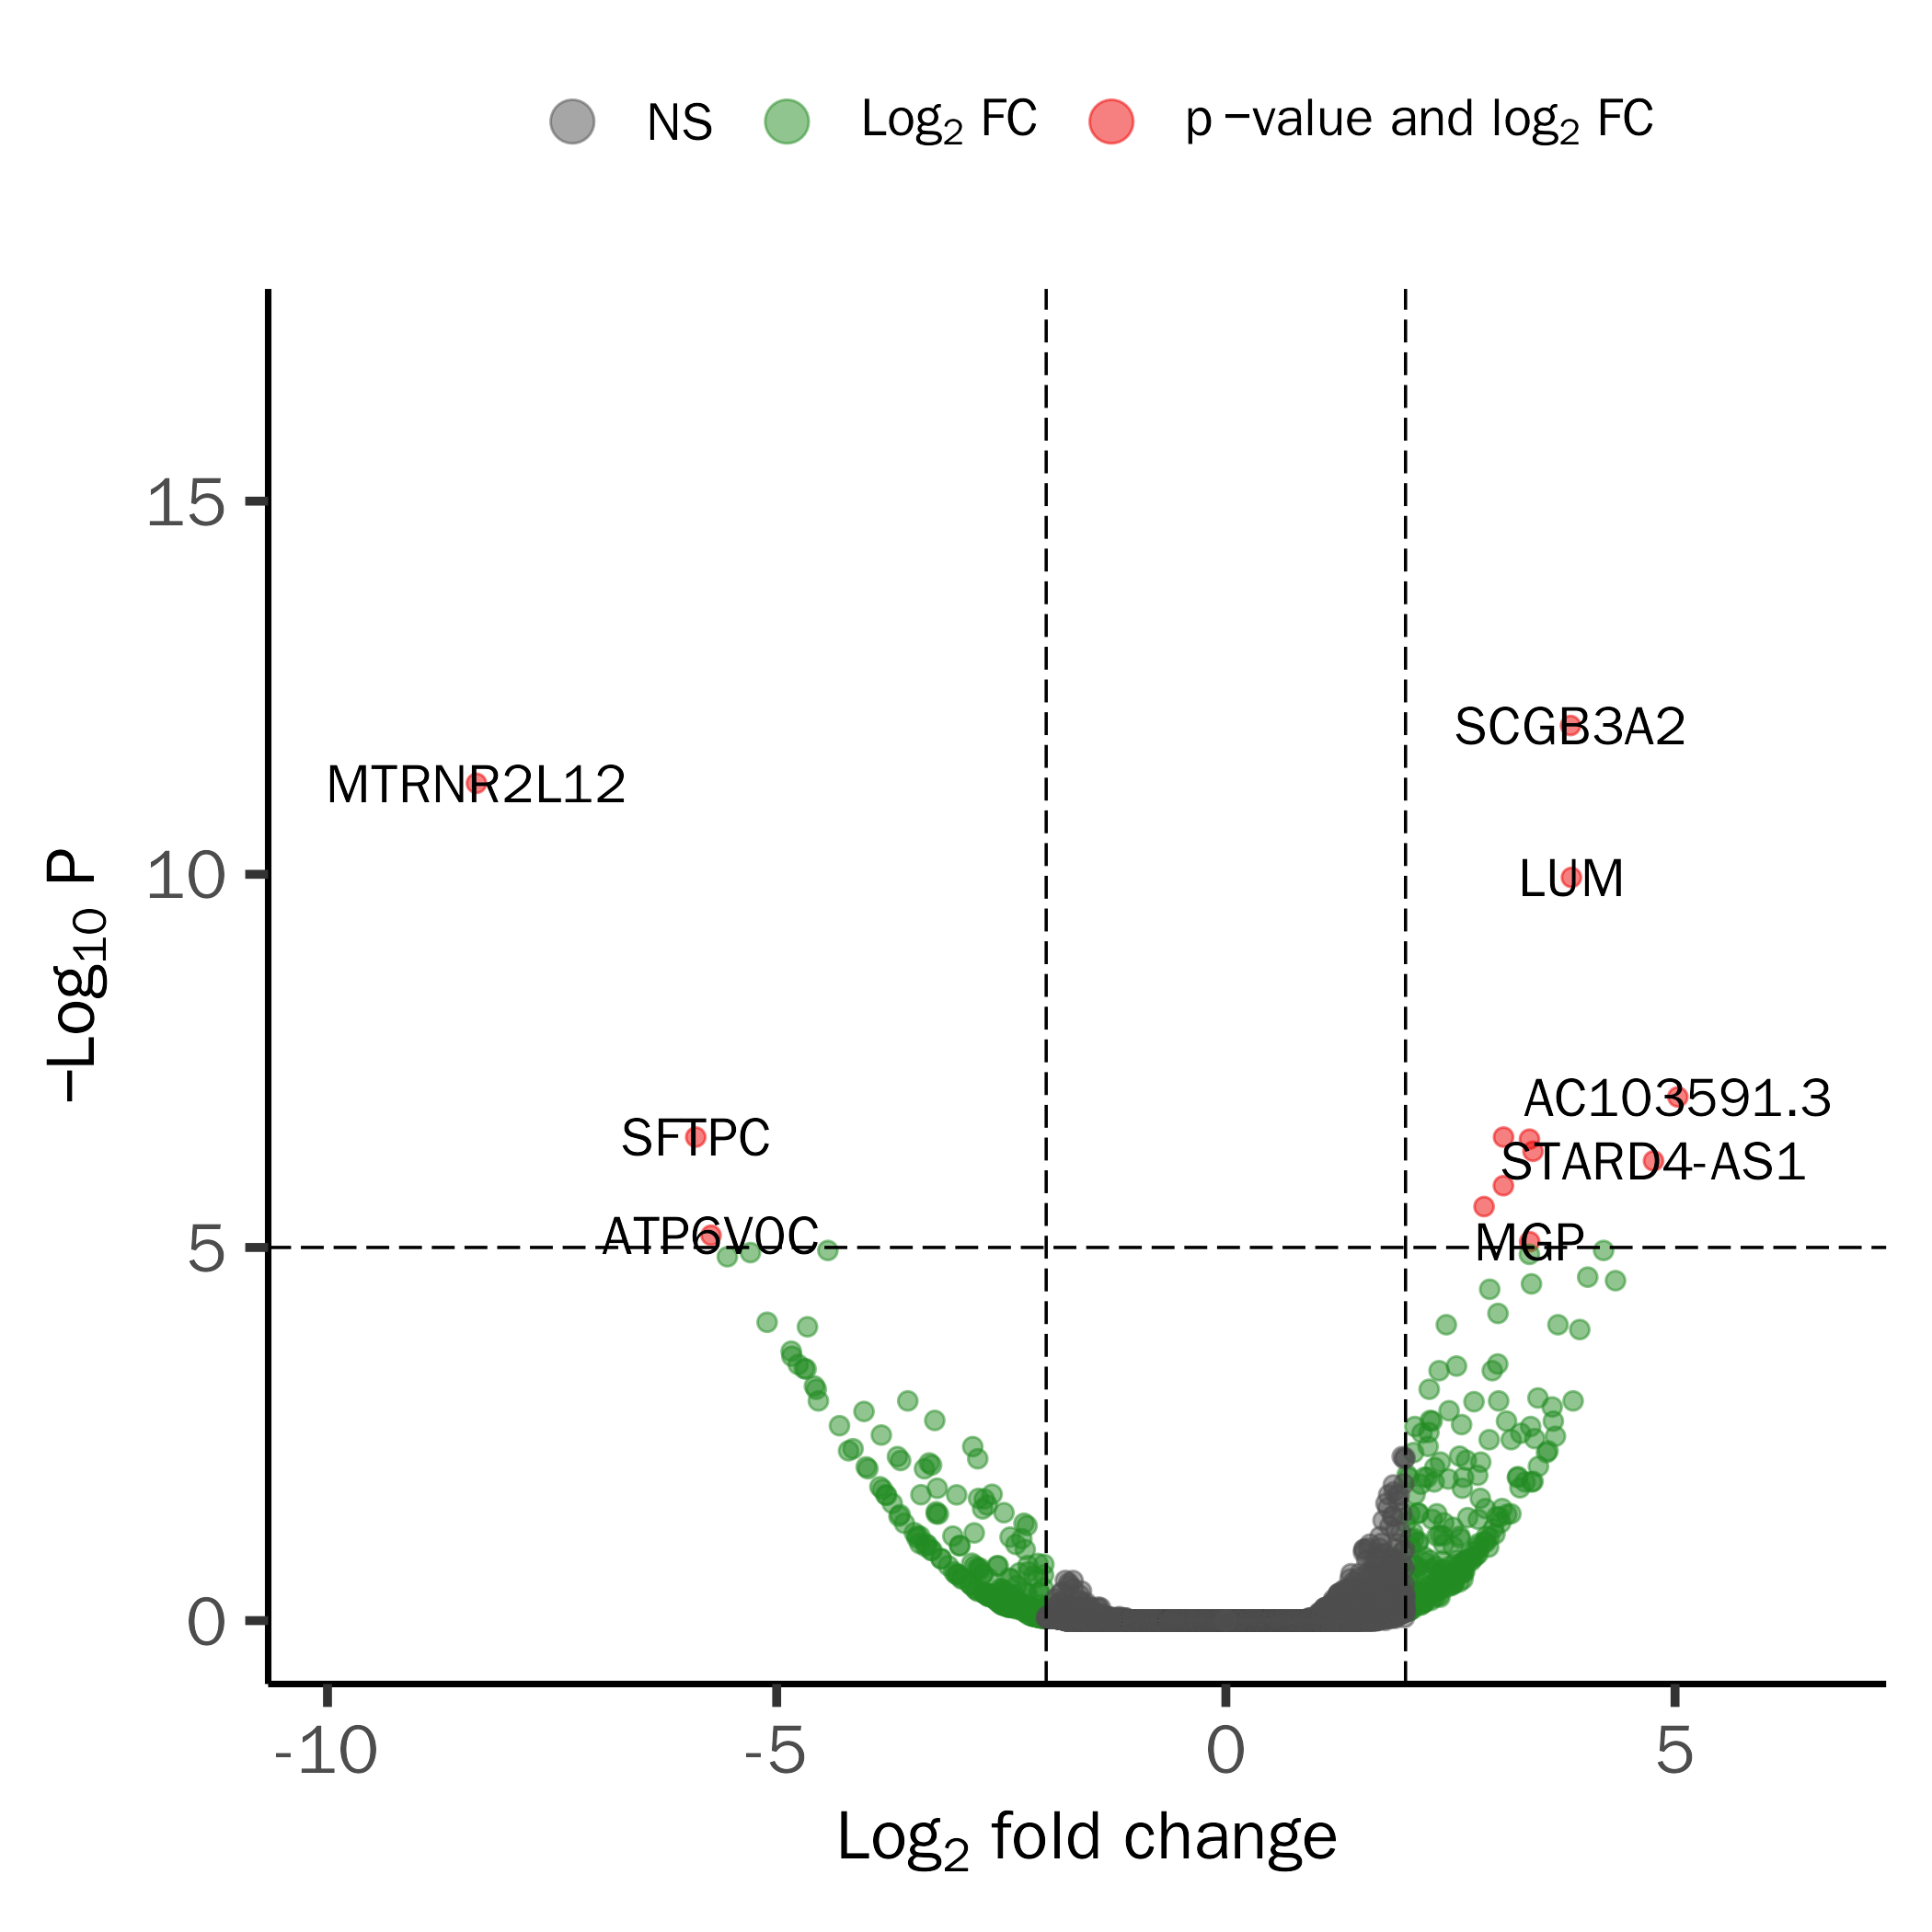 NS Log2 FC p −value and log2 FC
15
SCGB3A2
MTRNR2L12
10
LUM
−Log10 P
AC103591.3
SFTPC
STARD4-AS1
ATP6V0C
MGP
5
0
-10 -5 0 5
Log2 fold change